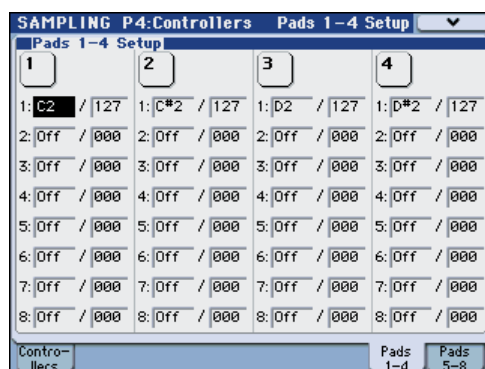 SAMPLING P4:Controllers Pads 1-4 Setup
Pads 1-4 Setup
1 2 3 4
1: C2 / 127 1: C#2 / 127 1: D2 / 127 1: D#2 / 127
2: Off / 000 2: Off / 000 2: Off / 000 2: Off / 000
3: Off / 000 3: Off / 000 3: Off / 000 3: Off / 000
4: Off / 000 4: Off / 000 4: Off / 000 4: Off / 000
5: Off / 000 5: Off / 000 5: Off / 000 5: Off / 000
6: Off / 000 6: Off / 000 6: Off / 000 6: Off / 000
7: Off / 000 7: Off / 000 7: Off / 000 7: Off / 000
8: Off / 000 8: Off / 000 8: Off / 000 8: Off / 000
Contro- Pads Pads
llers 1-4 5-8